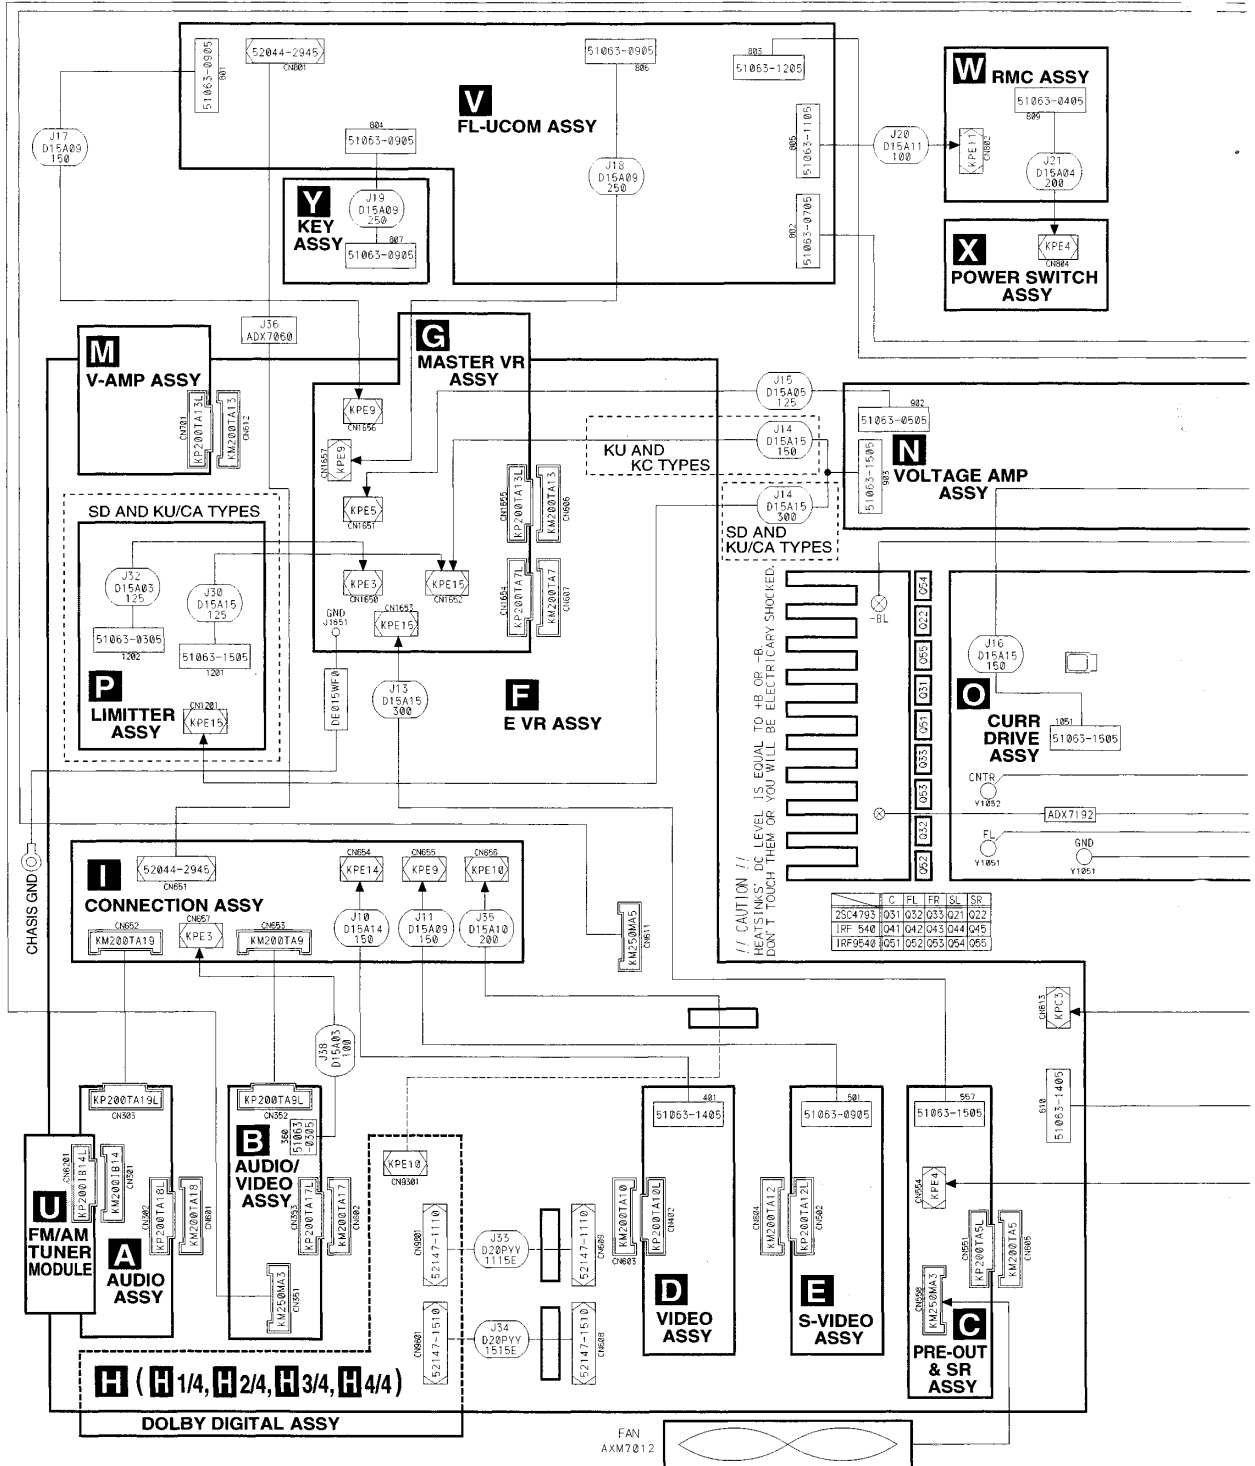 V
FL-UCOM ASSY
51063-0905
801
52044-2945
CN801
51063-0905
806
803
51063-1205
804
51063-0905
51063-1105
805
51063-0705
802
J17
D15A09
150
J18
D15A09
250
J20
D15A11
100
W RMC ASSY
51063-0405
809
KPE11
CN802
J21
D15A04
200
X
POWER SWITCH
ASSY
KPE4
CN804
Y
KEY
ASSY
J19
D15A09
250
807
51063-0905
J36
ADX7060
M
V-AMP ASSY
CN701
KP200TA13L
KM200TA13
CN612
G
MASTER VR
ASSY
KPE9
CN1656
CN1657
KPE9
KPE5
CN1651
CN1655
KP200TA13L
KM200TA13
CN606
KPE3
CN1650
KPE15
CN1652
CN1653
KPE15
CN1654
KP200TA7L
KM200TA7
CN607
GND
J1651
DE015WF0
J13
D15A15
300
F
E VR ASSY
J15
D15A05
125
KU AND
KC TYPES
J14
D15A15
150
J14
D15A15
300
SD AND
KU/CA TYPES
902
51063-0505
51063-1505
903
N
VOLTAGE AMP
ASSY
SD AND KU/CA TYPES
J32
D15A03
125
J30
D15A15
125
51063-0305
1202
51063-1505
1201
P
LIMITTER
ASSY
CN1201
KPE15
!! CAUTION !!
HEATSINKS' DC LEVEL IS EQUAL TO +B OR -B.
DON'T TOUCH THEM OR YOU WILL BE ELECTRICARY SHOCKED.
-BL
Q54
Q22
Q55
Q31
Q51
Q33
Q53
Q32
Q52
J16
D15A15
150
O
CURR
DRIVE
ASSY
1051
51063-1505
CNTR
Y1052
ADX7192
FL
Y1051
GND
Y1051
C FL FR SL SR
2SC4793 Q31 Q32 Q33 Q21 Q22
IRF 540 Q41 Q42 Q43 Q44 Q45
IRF9540 Q51 Q52 Q53 Q54 Q55
CHASIS GND
I
CONNECTION ASSY
52044-2945
CN651
CN654
KPE14
CN655
KPE9
CN656
KPE10
CN652
KM200TA19
CN657
KPE3
CN653
KM200TA9
J10
D15A14
150
J11
D15A09
150
J35
D15A10
200
KM250MA5
CN611
J38
D15A03
100
CN613
KPC3
51063-1405
610
KP200TA19L
CN303
KP200TA9L
CN352
360
51063
-0305
U
FM/AM
TUNER
MODULE
CN6201
KP200IB14L
KM200IB14
CN301
A
AUDIO
ASSY
CN302
KP200TA18L
KM200TA18
CN601
B
AUDIO/
VIDEO
ASSY
CN353
KP200TA17L
KM200TA17
CN602
KM250MA3
CN351
KPE10
CN9301
CN9801
52147-1110
J33
D20PYY
1115E
52147-1110
CN609
CN9601
52147-1510
J34
D20PYY
1515E
52147-1510
CN608
H (H 1/4, H 2/4, H 3/4, H 4/4)
DOLBY DIGITAL ASSY
401
51063-1405
KM200TA10
CN603
KP200TA10L
CN402
D
VIDEO
ASSY
501
51063-0905
CN604
KM200TA12
KP200TA12L
CN502
E
S-VIDEO
ASSY
557
51063-1505
CN554
KPE4
CN551
KP200TA5L
KM200TA5
CN605
CN558
KM250MA3
C
PRE-OUT
& SR
ASSY
FAN
AXM7012